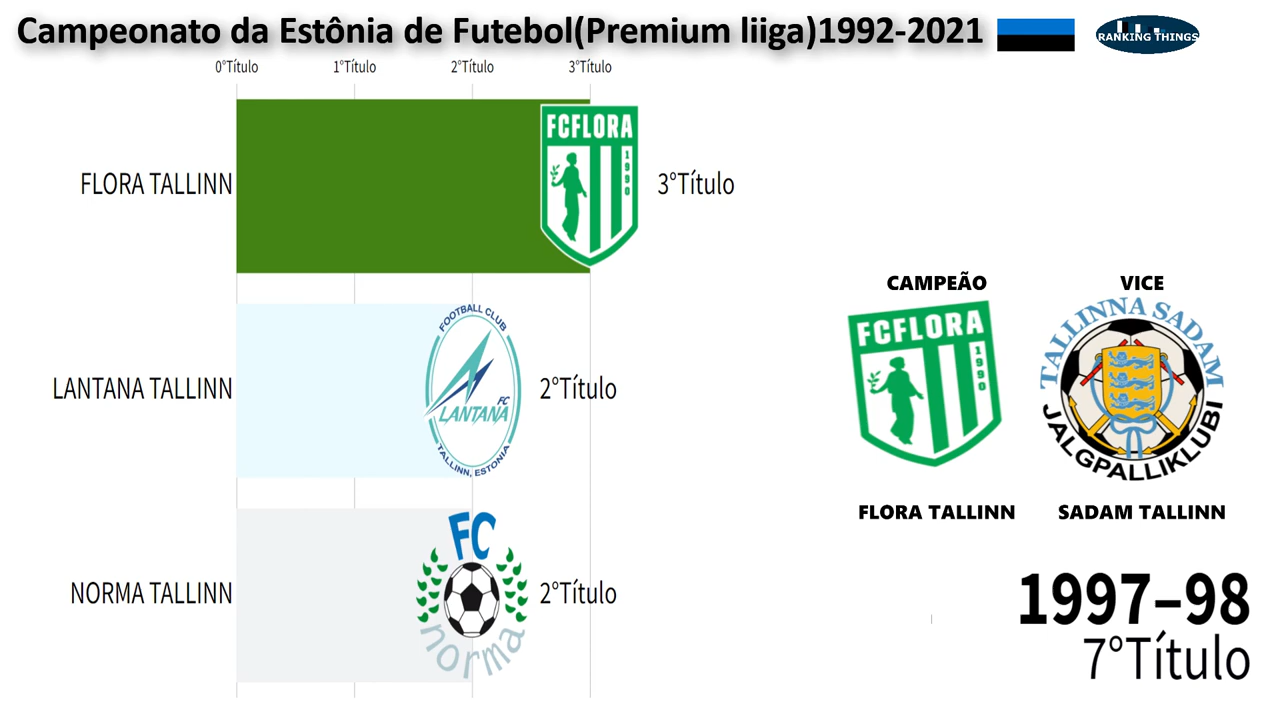 Campeonato da Estônia de Futebol(Premium liiga)1992-2021
RANKING THINGS
0°Título 1°Título 2°Título 3°Título
FLORA TALLINN
FCFLORA
1990
3°Título
LANTANA TALLINN
FOOTBALL CLUB
FC
LANTANA
TALLINN, ESTONIA
2°Título
NORMA TALLINN
FC
norma
2°Título
CAMPEÃO
FCFLORA
1990
FLORA TALLINN
VICE
TALLINNA SADAM
JALGPALLIKLUBI
SADAM TALLINN
1997–98
7°Título